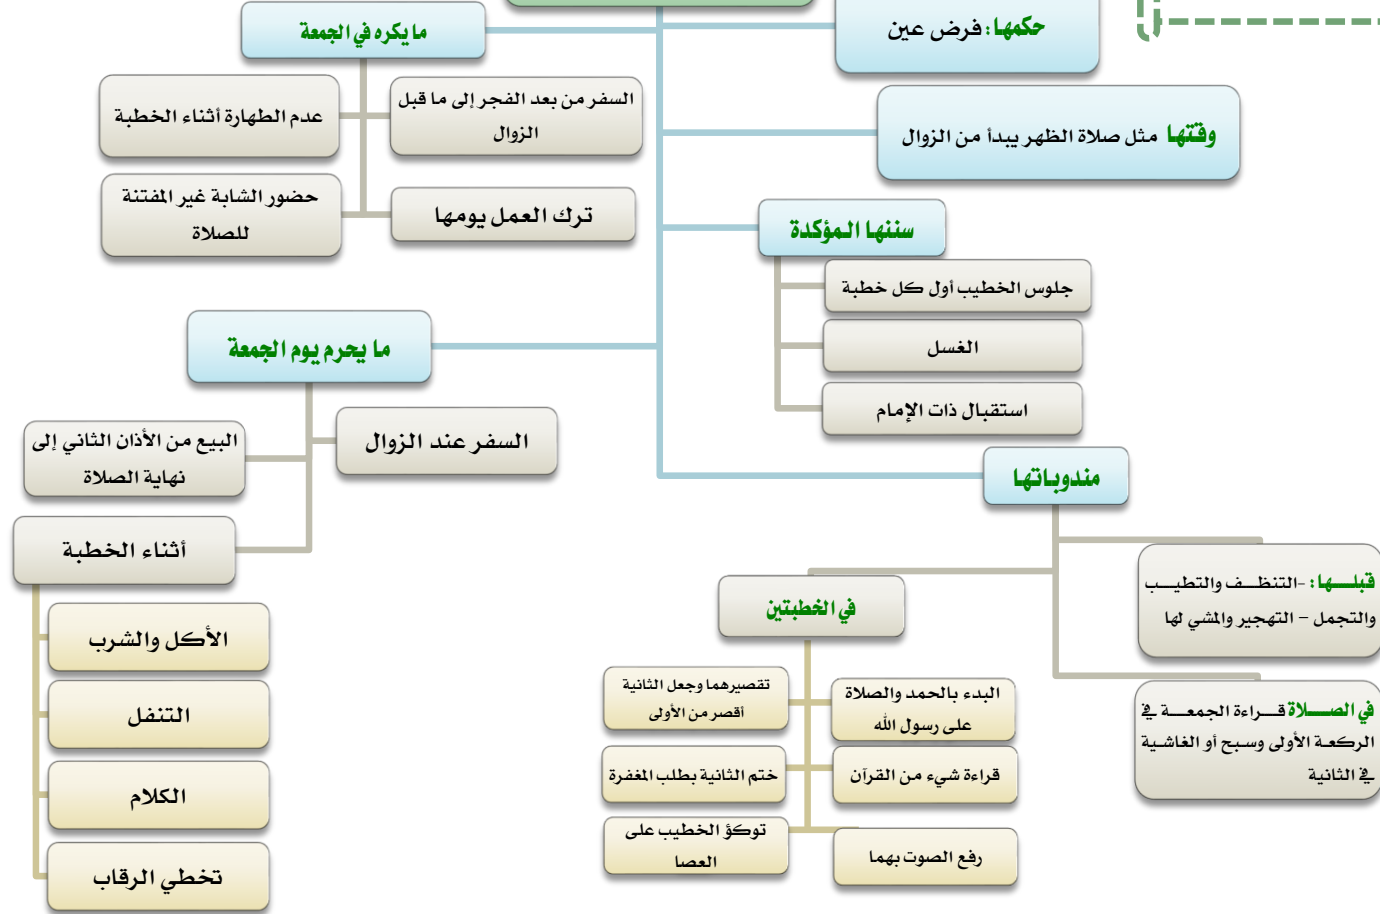 حكمها: فرض عين
وقتها مثل صلاة الظهر يبدأ من الزوال
سننها المؤكدة
جلوس الخطيب أول كل خطبة
الغسل
استقبال ذات الإمام
مندوباتها
قبلها: -التنظف والتطيب
والتجمل – التهجير والمشي لها
في الصلاة قراءة الجمعة في
الركعة الأولى وسبح أو الغاشية
في الثانية
في الخطبتين
البدء بالحمد والصلاة
على رسول الله
تقصيرهما وجعل الثانية
أقصر من الأولى
قراءة شيء من القرآن
ختم الثانية بطلب المغفرة
رفع الصوت بهما
توكؤ الخطيب على
العصا
ما يكره في الجمعة
السفر من بعد الفجر إلى ما قبل
الزوال
عدم الطهارة أثناء الخطبة
ترك العمل يومها
حضور الشابة غير المفتنة
للصلاة
ما يحرم يوم الجمعة
السفر عند الزوال
البيع من الأذان الثاني إلى
نهاية الصلاة
أثناء الخطبة
الأكل والشرب
التنفل
الكلام
تخطي الرقاب